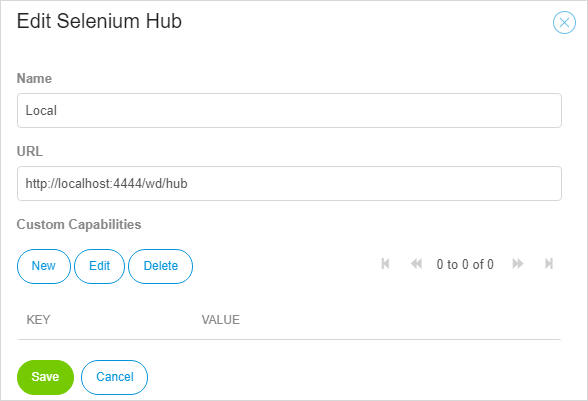 Edit Selenium Hub
Name
Local
URL
http://localhost:4444/wd/hub
Custom Capabilities
New Edit Delete 0 to 0 of 0
KEY VALUE
Save Cancel